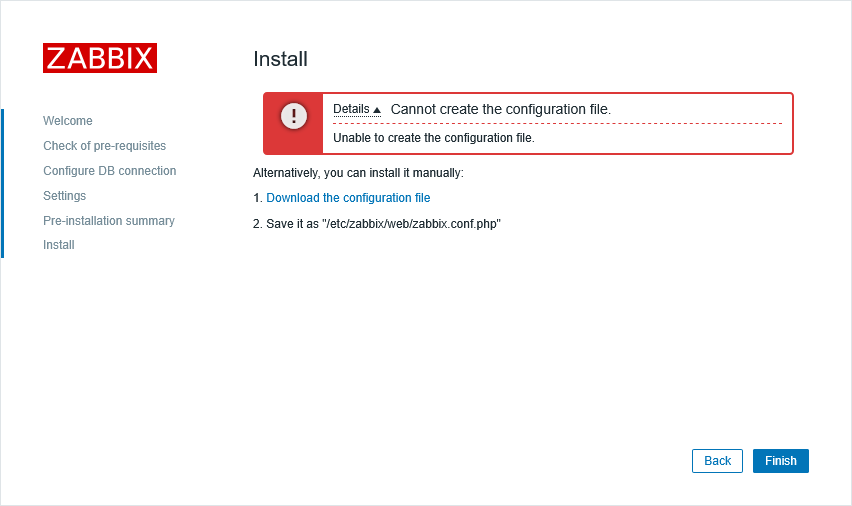 ZABBIX
Install
Details Cannot create the configuration file.
Unable to create the configuration file.
Welcome
Check of pre-requisites
Configure DB connection
Settings
Pre-installation summary
Install
Alternatively, you can install it manually:
1. Download the configuration file
2. Save it as "/etc/zabbix/web/zabbix.conf.php"
Back
Finish